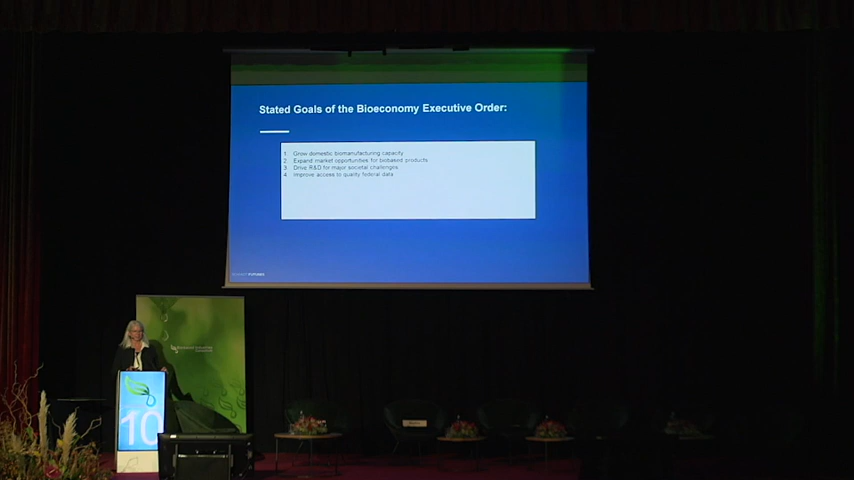 Stated Goals of the Bioeconomy Executive Order:
1. Grow domestic biomanufacturing capacity
2. Expand market opportunities for biobased products
3. Drive R&D for major societal challenges
4. Improve access to quality federal data
10